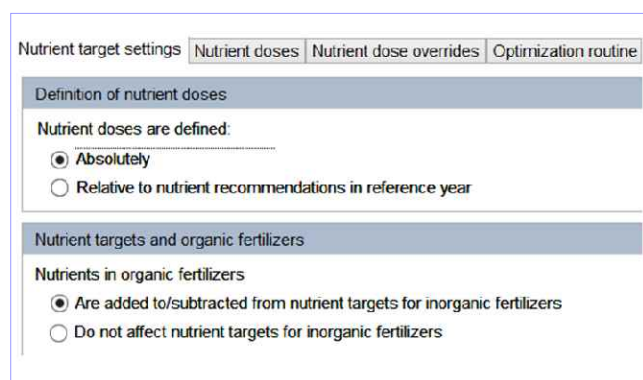 Nutrient target settings Nutrient doses Nutrient dose overrides Optimization routine
Definition of nutrient doses
Nutrient doses are defined:
Absolutely
Relative to nutrient recommendations in reference year
Nutrient targets and organic fertilizers
Nutrients in organic fertilizers
Are added to/subtracted from nutrient targets for inorganic fertilizers
Do not affect nutrient targets for inorganic fertilizers